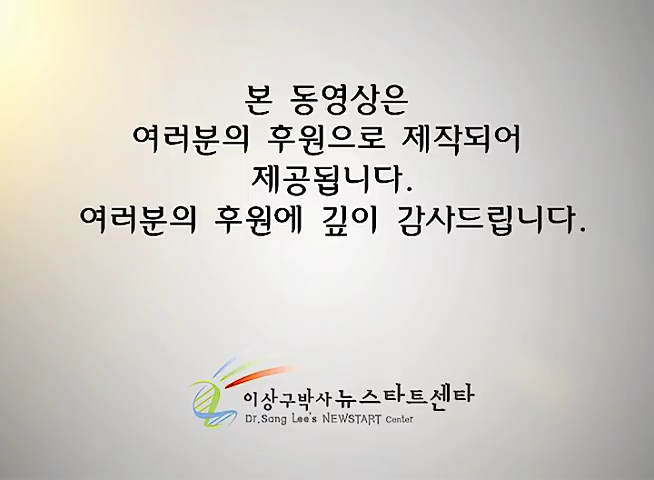 본 동영상은
여러분의 후원으로 제작되어
제공됩니다.
여러분의 후원에 깊이 감사드립니다.
이상구박사 뉴스타트센타
Dr.Sang Lee's NEWSTART Center